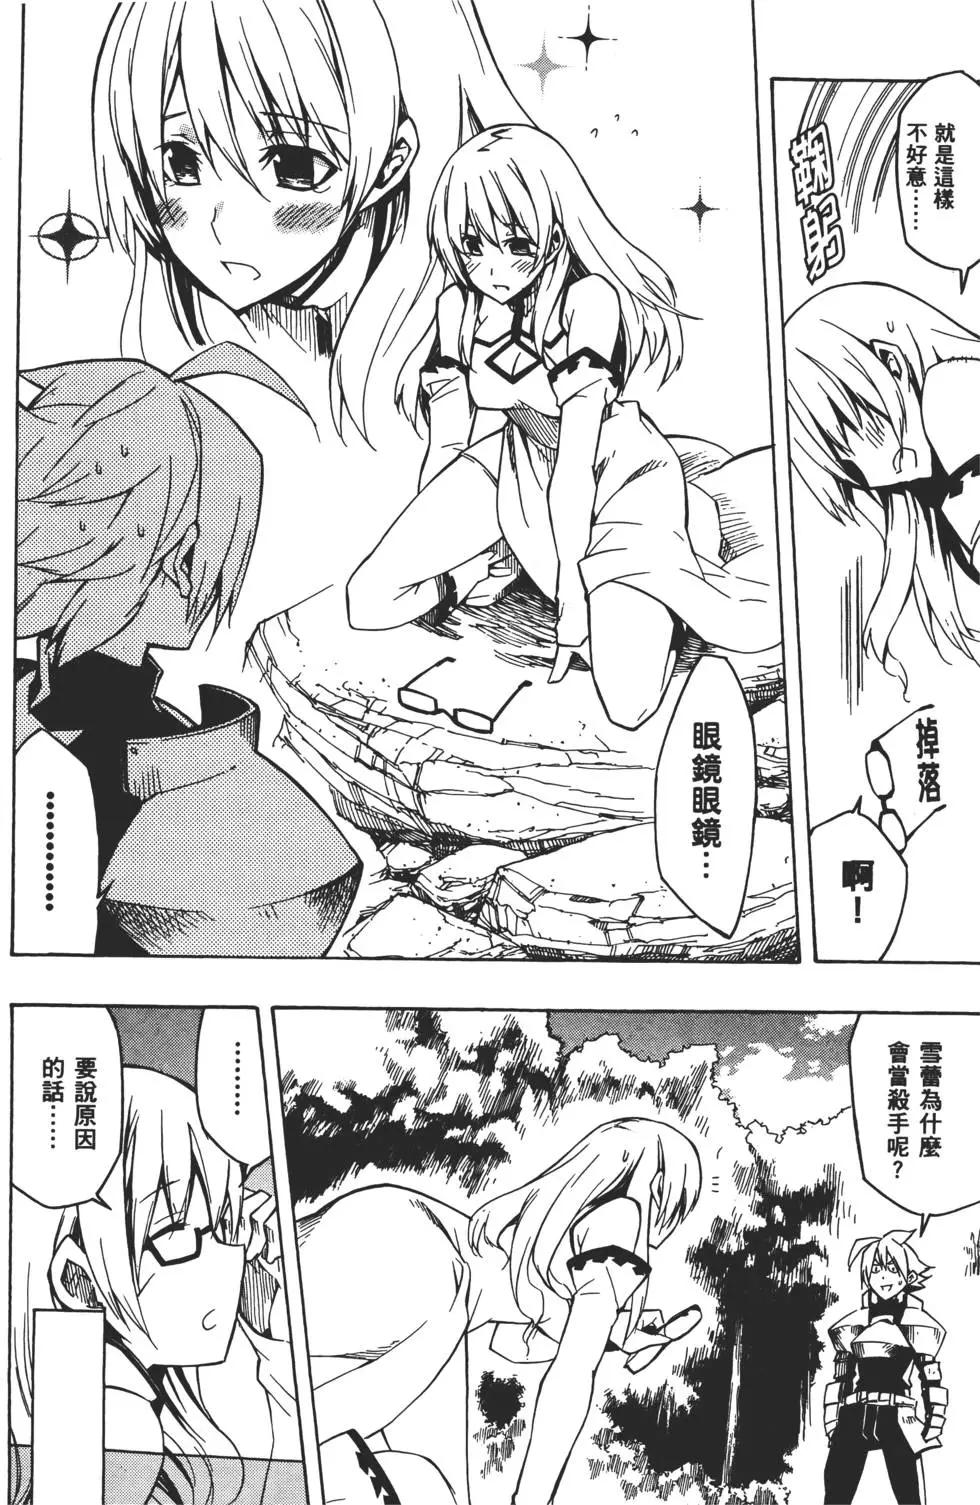 就是這樣
不好意……
鞠躬
掉落
啊！
眼鏡眼鏡…
…………
雪蕾為什麼
會當殺手呢？
………
要說原因
的話……